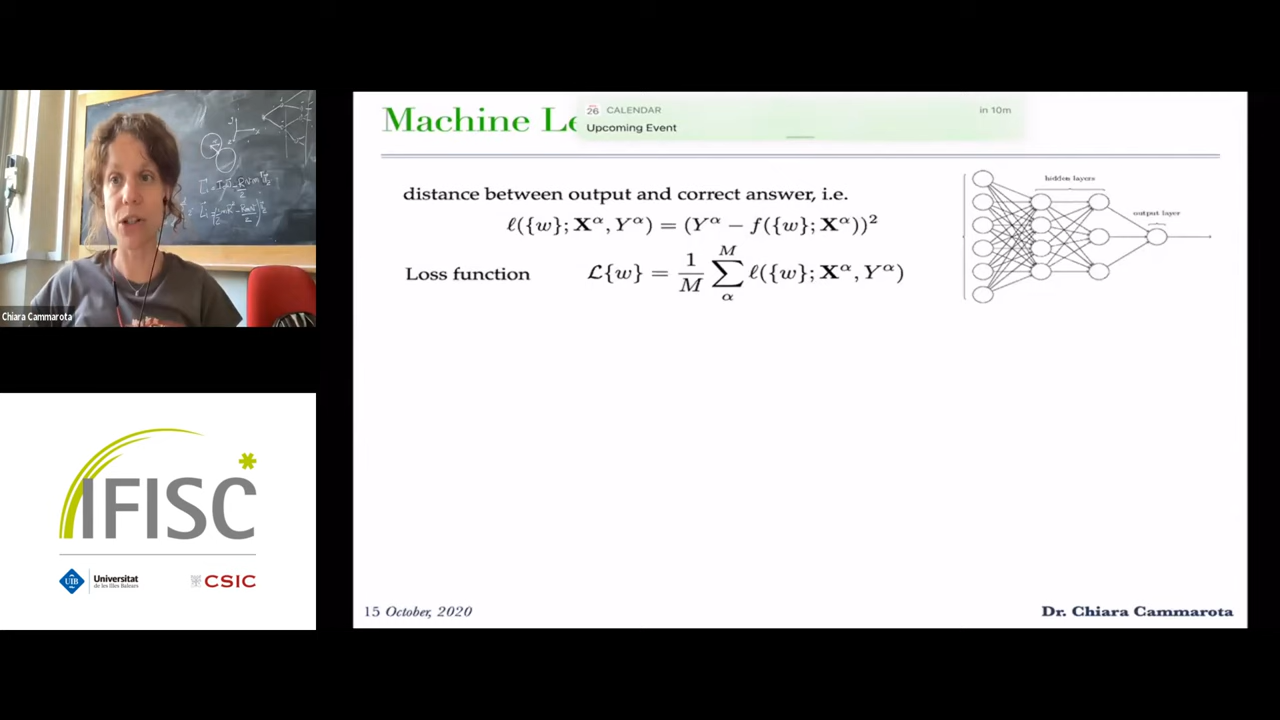 Machine Le
26 CALENDAR
in 10m
Upcoming Event
distance between output and correct answer, i.e.
ℓ({w}; X^α, Y^α) = (Y^α − f({w}; X^α))²
Loss function 𝓛{w} = 1/M ∑_α^M ℓ({w}; X^α, Y^α)
hidden layers
output layer
Chiara Cammarota
IFISC
UIB Universitat
de les Illes Balears
CSIC
15 October, 2020
Dr. Chiara Cammarota